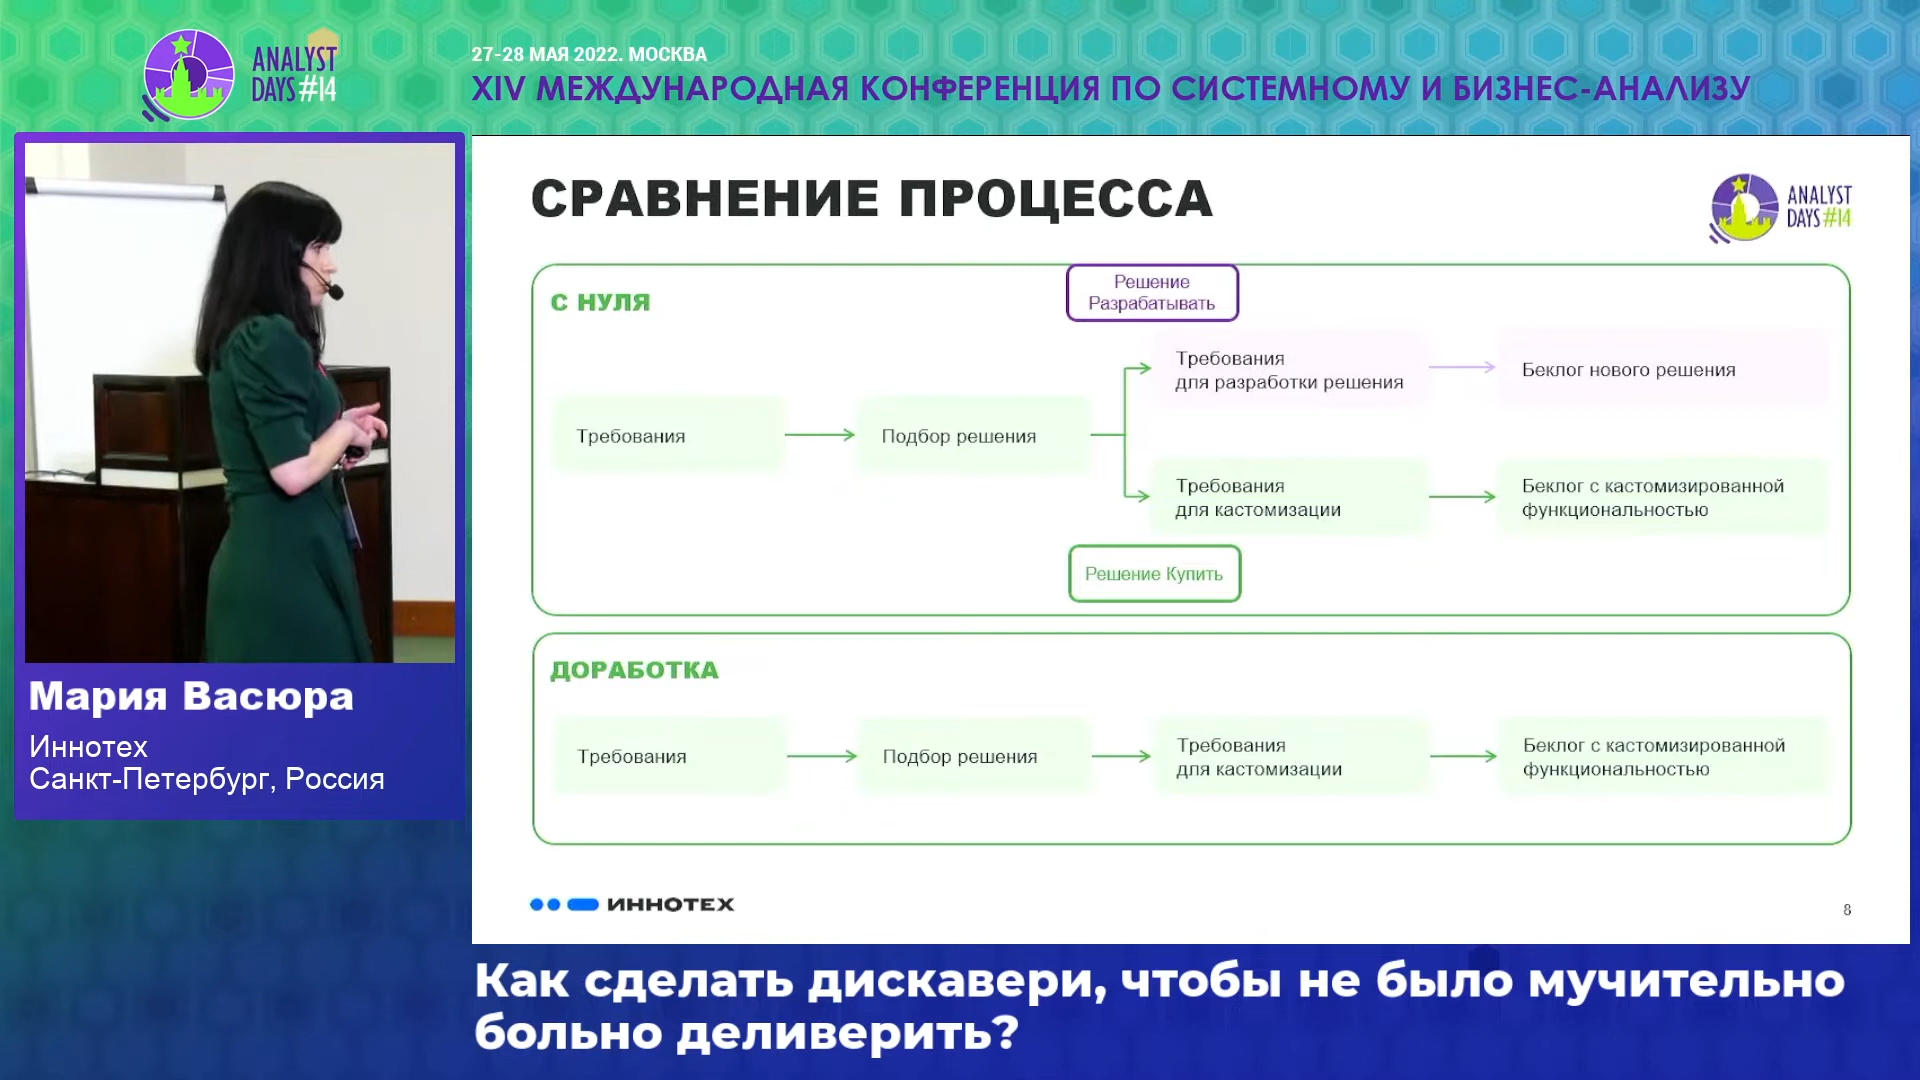 ANALYST
DAYS#14
27-28 МАЯ 2022. МОСКВА
XIV МЕЖДУНАРОДНАЯ КОНФЕРЕНЦИЯ ПО СИСТЕМНОМУ И БИЗНЕС-АНАЛИЗУ
Мария Васюра
Иннотех
Санкт-Петербург, Россия
СРАВНЕНИЕ ПРОЦЕССА
ANALYST
DAYS#14
С НУЛЯ
Решение
Разрабатывать
Требования
Подбор решения
Требования
для разработки решения
Беклог нового решения
Требования
для кастомизации
Беклог с кастомизированной
функциональностью
Решение Купить
ДОРАБОТКА
Требования
Подбор решения
Требования
для кастомизации
Беклог с кастомизированной
функциональностью
ИННОТЕХ
8
Как сделать дискавери, чтобы не было мучительно
больно деливерить?